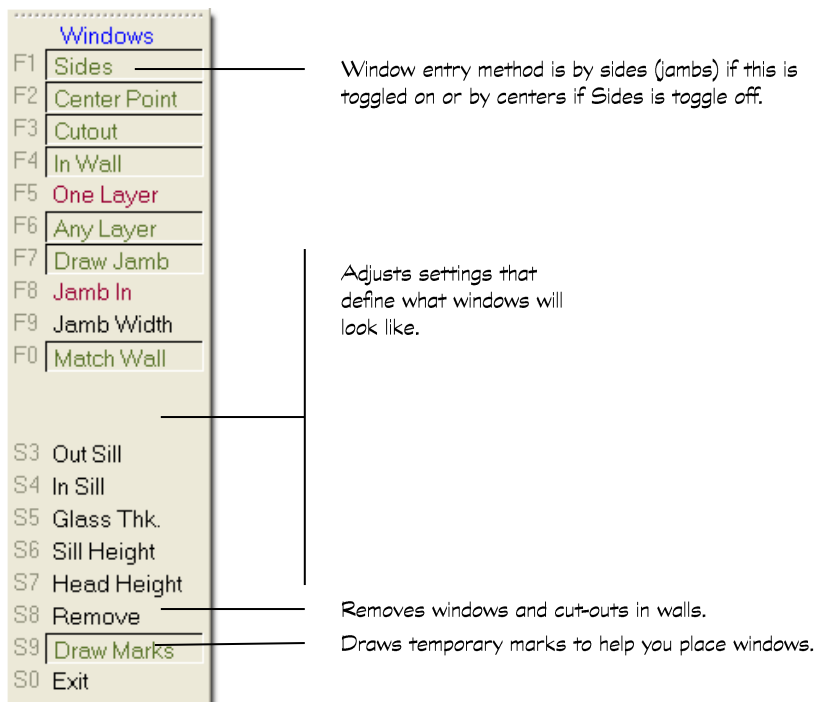 Windows
F1 Sides
F2 Center Point
F3 Cutout
F4 In Wall
F5 One Layer
F6 Any Layer
F7 Draw Jamb
F8 Jamb In
F9 Jamb Width
F0 Match Wall
S3 Out Sill
S4 In Sill
S5 Glass Thk.
S6 Sill Height
S7 Head Height
S8 Remove
S9 Draw Marks
S0 Exit
Window entry method is by sides (jambs) if this is
toggled on or by centers if Sides is toggle off.
Adjusts settings that
define what windows will
look like.
Removes windows and cut-outs in walls.
Draws temporary marks to help you place windows.